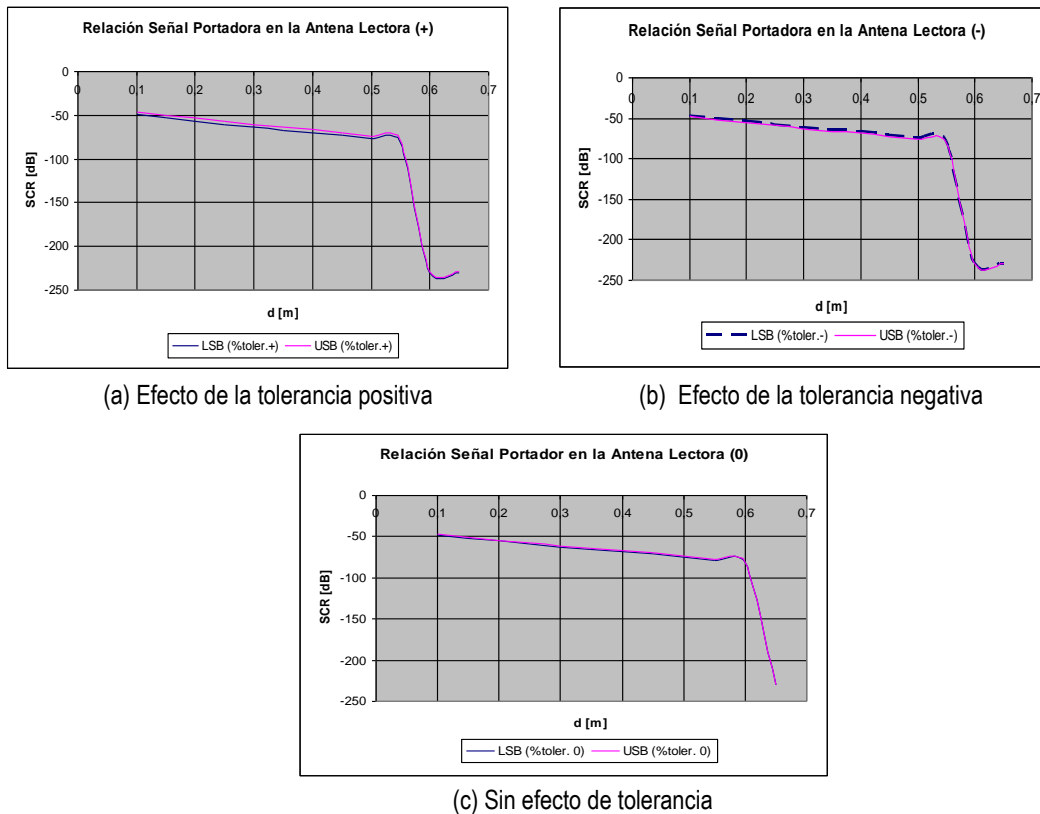 Relación Señal Portadora en la Antena Lectora (+)
0
-50
-100
-150
-200
-250
0 0,1 0,2 0,3 0,4 0,5 0,6 0,7
SCR [dB]
d [m]
LSB (%toler.+) USB (%toler.+)
(a) Efecto de la tolerancia positiva
Relación Señal Portadora en la Antena Lectora (-)
0
-50
-100
-150
-200
-250
0 0,1 0,2 0,3 0,4 0,5 0,6 0,7
SCR [dB]
d [m]
LSB (%toler.-) USB (%toler.-)
(b) Efecto de la tolerancia negativa
Relación Señal Portador en la Antena Lectora (0)
0
-50
-100
-150
-200
-250
0 0,1 0,2 0,3 0,4 0,5 0,6 0,7
SCR [dB]
d [m]
LSB (%toler. 0) USB (%toler. 0)
(c) Sin efecto de tolerancia